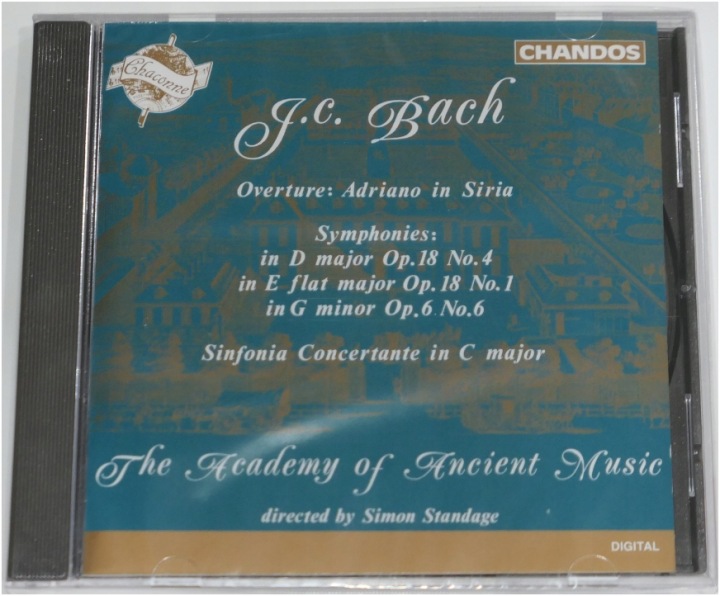 Chaconne
CHANDOS
J.C. Bach
Overture: Adriano in Siria
Symphonies:
in D major Op.18 No.4
in E flat major Op.18 No.1
in G minor Op.6 No.6
Sinfonia Concertante in C major
The Academy of Ancient Music
directed by Simon Standage
DIGITAL